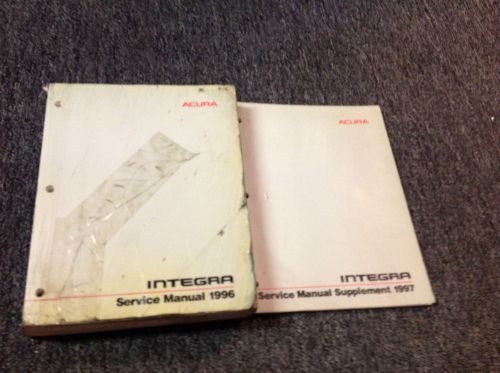 ACURA
INTEGRA
Service Manual 1996
ACURA
INTEGRA
Service Manual Supplement 1997